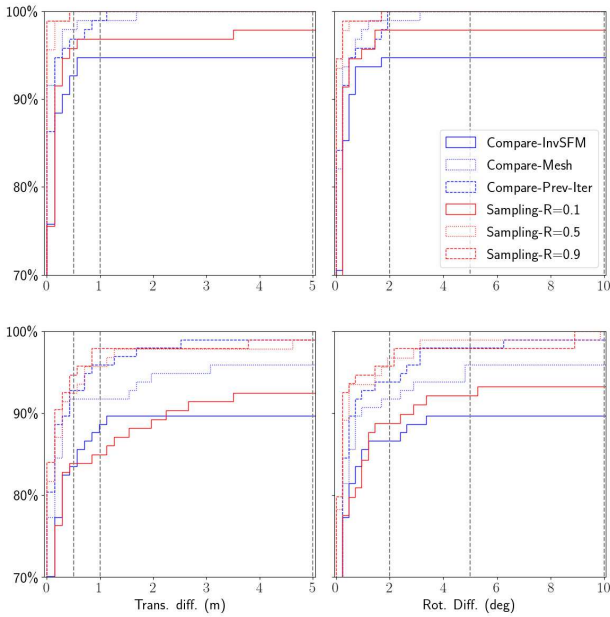 100%
90%
80%
70%
0 1 2 3 4 5
0 2 4 6 8 10
Compare-InvSFM
Compare-Mesh
Compare-Prev-Iter
Sampling-R=0.1
Sampling-R=0.5
Sampling-R=0.9
100%
90%
80%
70%
0 1 2 3 4 5
0 2 4 6 8 10
Trans. diff. (m)
Rot. Diff. (deg)